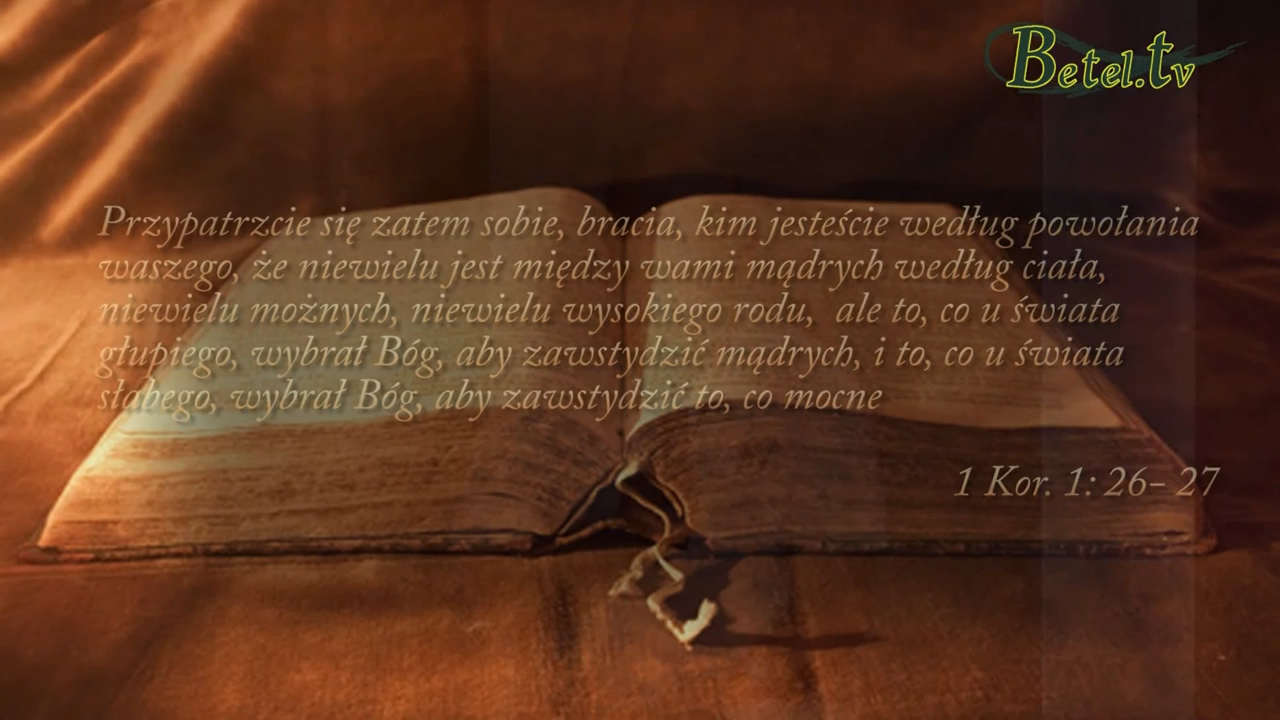 Betel.tv
Przypatrzcie się zatem sobie, bracia, kim jesteście według powołania
waszego, że niewielu jest między wami mądrych według ciała,
niewielu możnych, niewielu wysokiego rodu,  ale to, co u świata
głupiego, wybrał Bóg, aby zawstydzić mądrych, i to, co u świata
słabego, wybrał Bóg, aby zawstydzić to, co mocne
1 Kor. 1: 26- 27